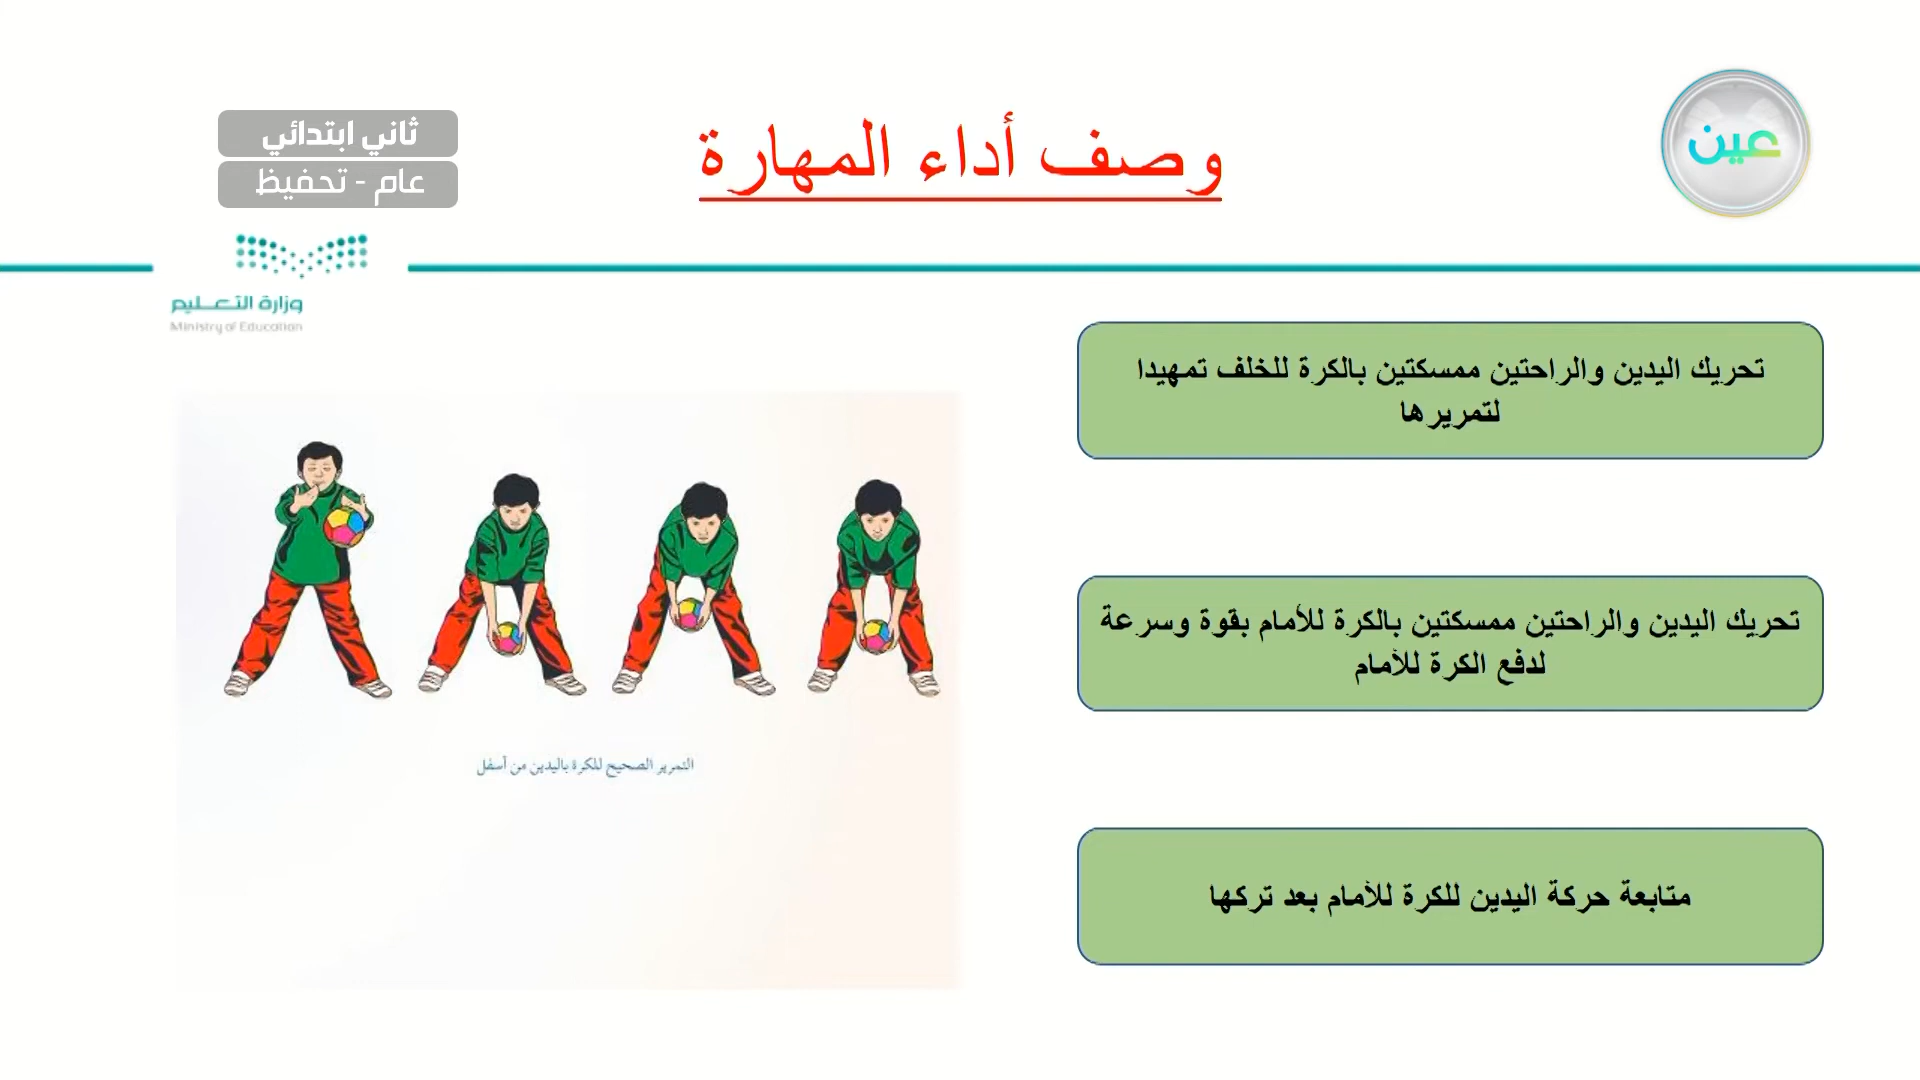 عين
وصف أداء المهارة
ثاني ابتدائي
عام - تحفيظ
وزارة التعليم
Ministry of Education
تحريك اليدين والراحتين ممسكتين بالكرة للخلف تمهيدا
لتمريرها
تحريك اليدين والراحتين ممسكتين بالكرة للأمام بقوة وسرعة
لدفع الكرة للأمام
متابعة حركة اليدين للكرة للأمام بعد تركها
التمرير الصحيح للكرة باليدين من أسفل